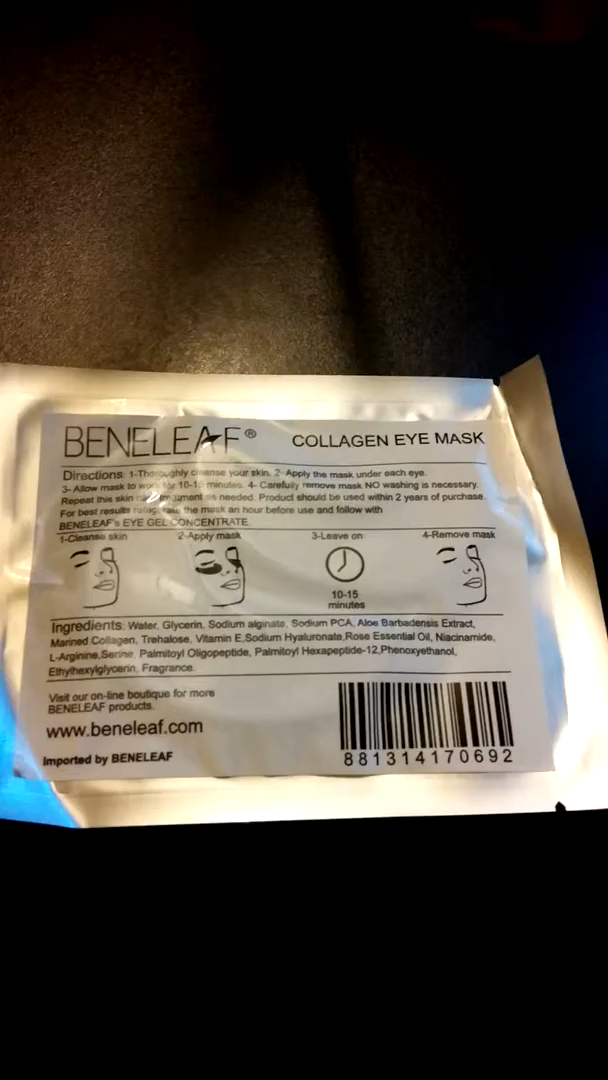 BENELEAF® COLLAGEN EYE MASK
Directions: 1-Thoroughly cleanse your skin. 2- Apply the mask under each eye.
3- Allow mask to work for 10-15 minutes. 4- Carefully remove mask NO washing is necessary.
Repeat this skin treatment as needed. Product should be used within 2 years of purchase.
For best results refrigerate the mask an hour before use and follow with
BENELEAF's EYE GEL CONCENTRATE.
1-Cleanse skin 2-Apply mask 3-Leave on 4-Remove mask
10-15
minutes
Ingredients: Water, Glycerin, Sodium alginate, Sodium PCA, Aloe Barbadensis Extract,
Marined Collagen, Trehalose, Vitamin E,Sodium Hyaluronate,Rose Essential Oil, Niacinamide,
L-Arginine,Serine, Palmitoyl Oligopeptide, Palmitoyl Hexapeptide-12,Phenoxyethanol,
Ethylhexylglycerin, Fragrance.
Visit our on-line boutique for more
BENELEAF products.
www.beneleaf.com
Imported by BENELEAF
881314170692